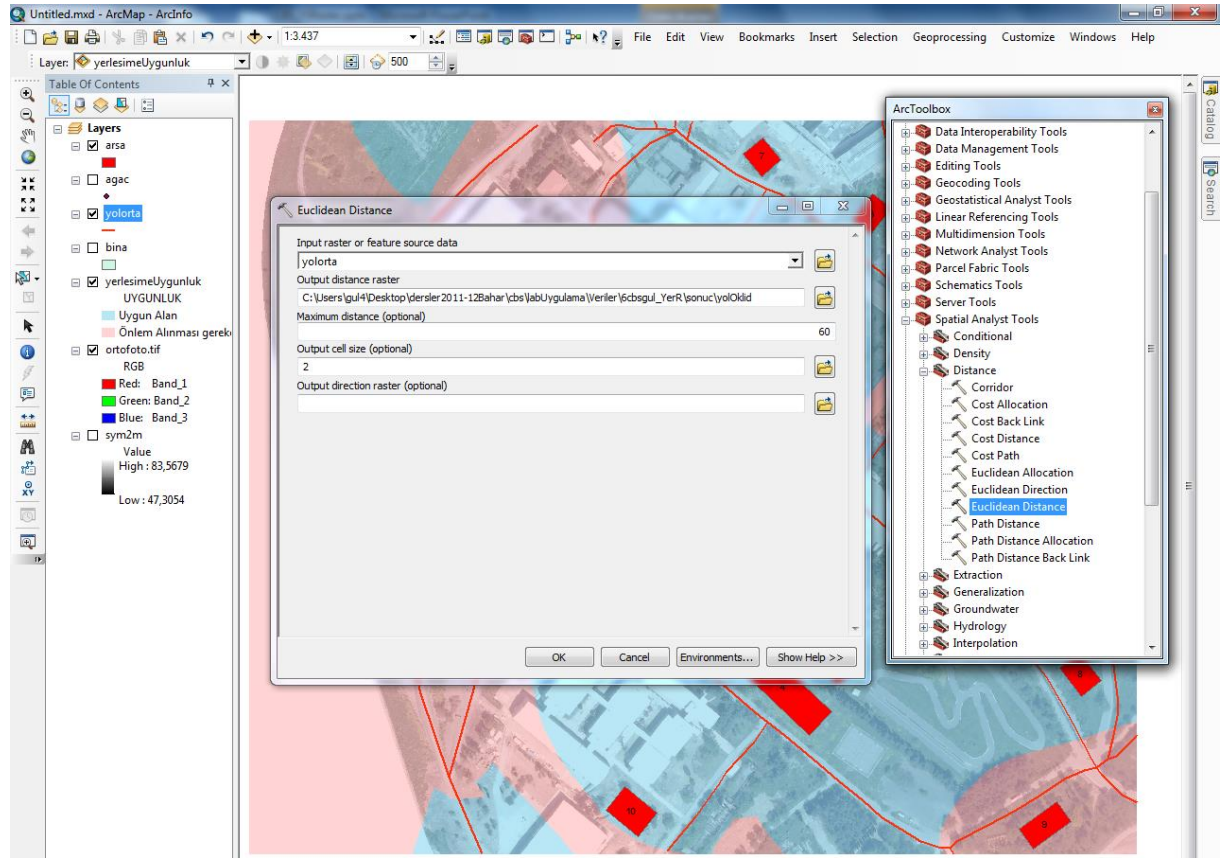 Untitled.mxd - ArcMap - ArcInfo
1:3.437
File Edit View Bookmarks Insert Selection Geoprocessing Customize Windows Help
Layer: yerlesimeUygunluk
500
Table Of Contents
Layers
arsa
agac
yolorta
bina
yerlesimeUygunluk
UYGUNLUK
Uygun Alan
Önlem Alınması gerek
ortofoto.tif
RGB
Red: Band_1
Green: Band_2
Blue: Band_3
sym2m
Value
High : 83,5679
Low : 47,3054
7
Euclidean Distance
Input raster or feature source data
yolorta
Output distance raster
C:\Users\gul4\Desktop\dersler2011-12Bahar\cbs\labUygulama\Veriler\6cbsgul_YerR\sonuc\yolOklid
Maximum distance (optional)
60
Output cell size (optional)
2
Output direction raster (optional)
OK
Cancel
Environments...
Show Help >>
10
9
ArcToolbox
Data Interoperability Tools
Data Management Tools
Editing Tools
Geocoding Tools
Geostatistical Analyst Tools
Linear Referencing Tools
Multidimension Tools
Network Analyst Tools
Parcel Fabric Tools
Schematics Tools
Server Tools
Spatial Analyst Tools
Conditional
Density
Distance
Corridor
Cost Allocation
Cost Back Link
Cost Distance
Cost Path
Euclidean Allocation
Euclidean Direction
Euclidean Distance
Path Distance
Path Distance Allocation
Path Distance Back Link
Extraction
Generalization
Groundwater
Hydrology
Interpolation
Catalog
Search